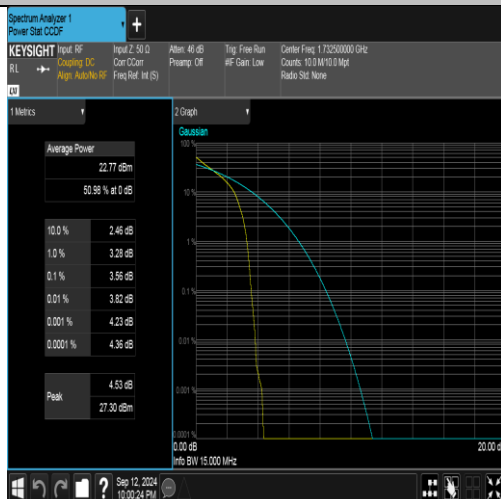 Spectrum Analyzer 1
Power Stat CCDF
+
KEYSIGHT
R L
LXI
Input: RF
Coupling: DC
Align: Auto/No RF
Input Z: 50 Ω
Corr CCorr
Freq Ref: Int (S)
Atten: 46 dB
Preamp: Off
Trig: Free Run
#IF Gain: Low
Center Freq: 1.732500000 GHz
Counts: 10.0 M/10.0 Mpt
Radio Std: None
1 Metrics
Average Power
22.77 dBm
50.98 % at 0 dB
10.0 % 2.46 dB
1.0 % 3.28 dB
0.1 % 3.56 dB
0.01 % 3.82 dB
0.001 % 4.23 dB
0.0001 % 4.36 dB
Peak
4.53 dB
27.30 dBm
2 Graph
Gaussian
100 %
10 %
1 %
0.1 %
0.01 %
0.001 %
0.0001 %
0.00 dB
20.00 d
Info BW 15.000 MHz
?
Sep 12, 2024
10:00:24 PM